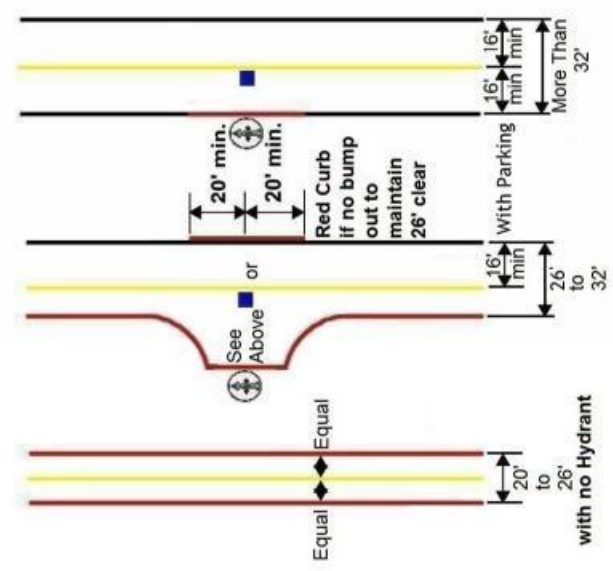 16'
min
16'
min
More Than
32'
20' min.
20' min.
Red Curb
if no bump
out to
maintain
26' clear
With Parking
or
16'
min
26'
to
32'
See
Above
Equal
Equal
20'
to
26'
with no Hydrant